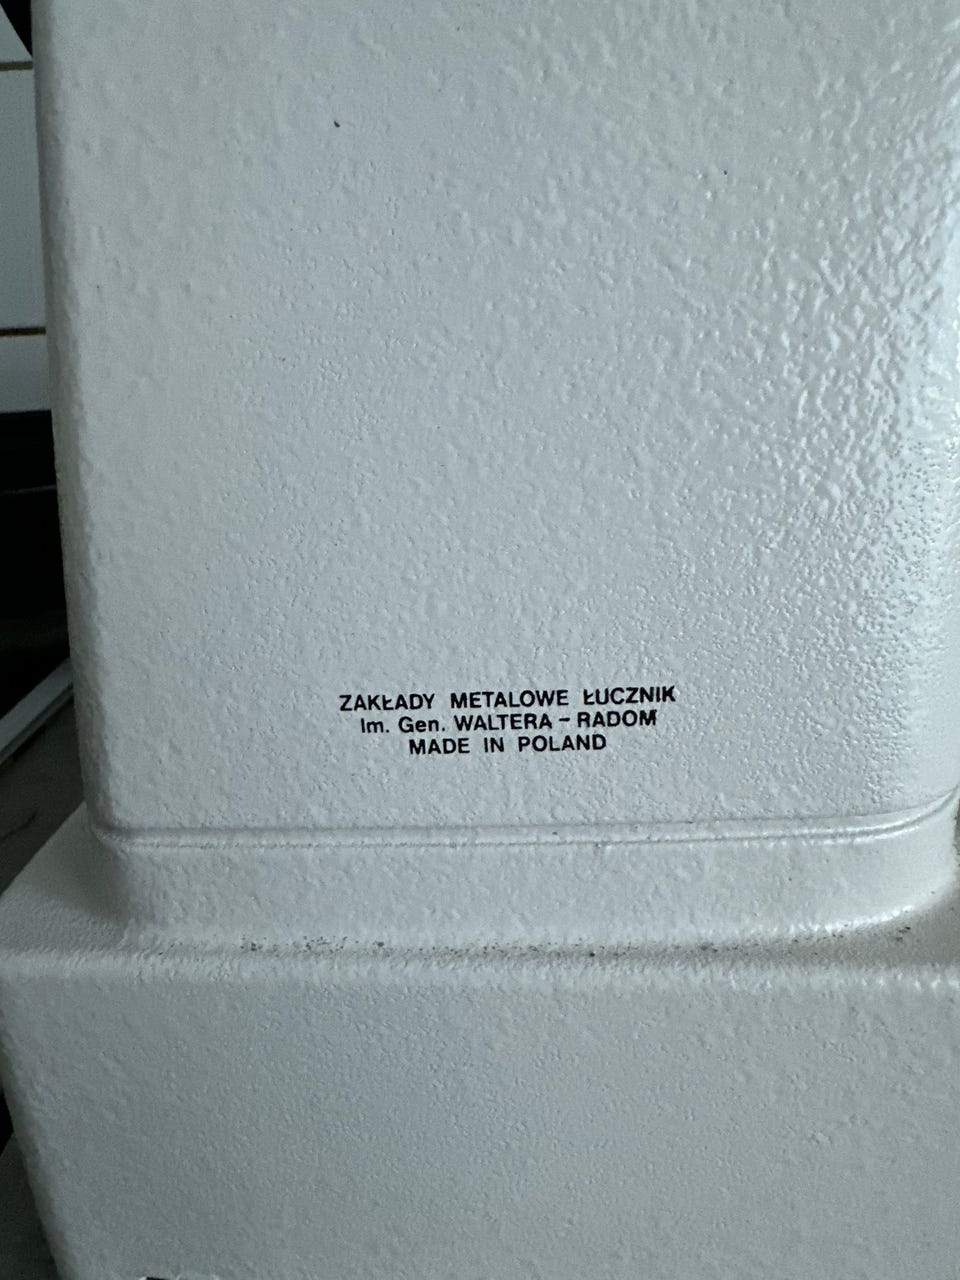 ZAKŁADY METALOWE ŁUCZNIK
Im. Gen. WALTERA - RADOM
MADE IN POLAND